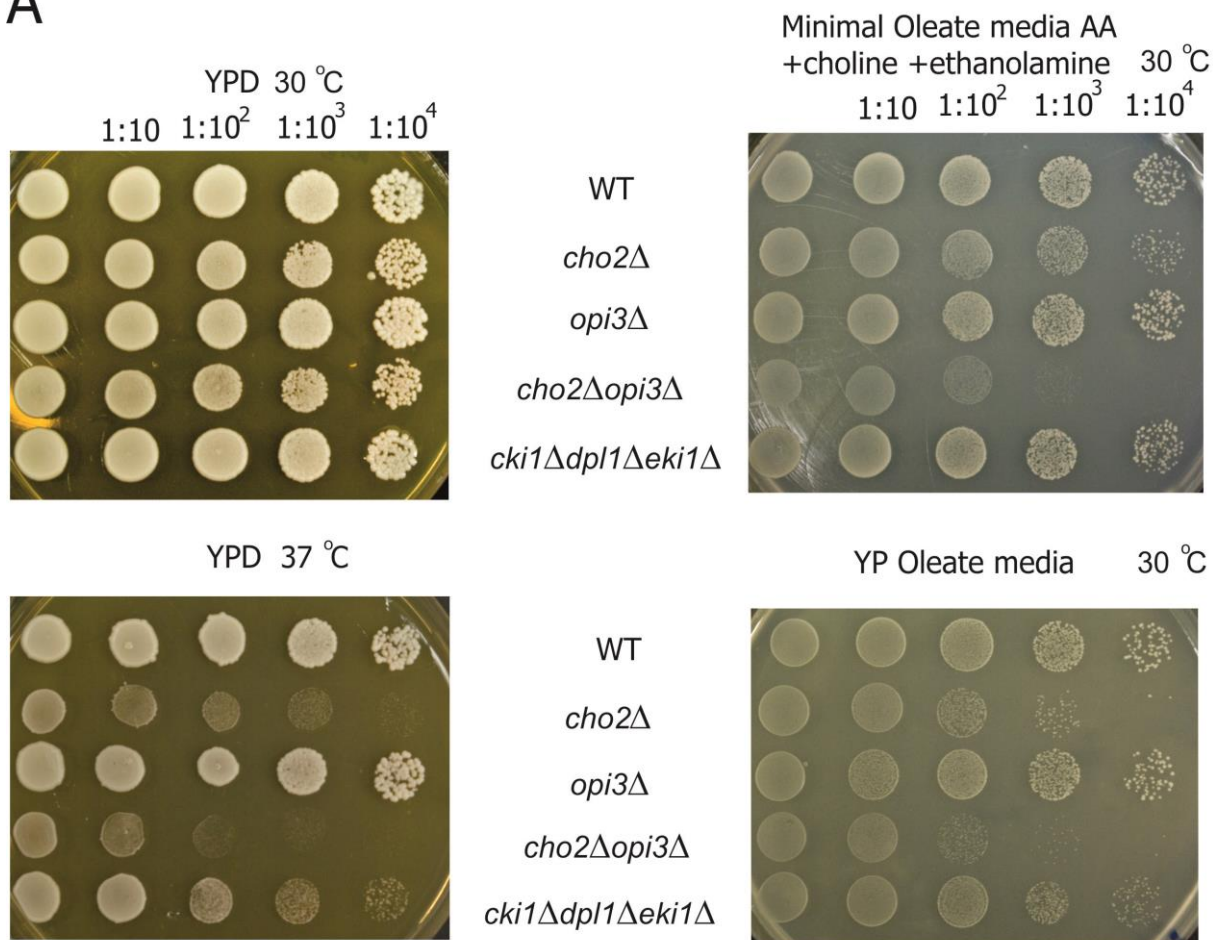 A
Minimal Oleate media AA
+choline +ethanolamine 30 °C
YPD 30 °C
1:10 1:10² 1:10³ 1:10⁴
1:10 1:10² 1:10³ 1:10⁴
WT
cho2Δ
opi3Δ
cho2Δopi3Δ
cki1Δdpl1Δeki1Δ
YPD 37 °C
YP Oleate media 30 °C
WT
cho2Δ
opi3Δ
cho2Δopi3Δ
cki1Δdpl1Δeki1Δ